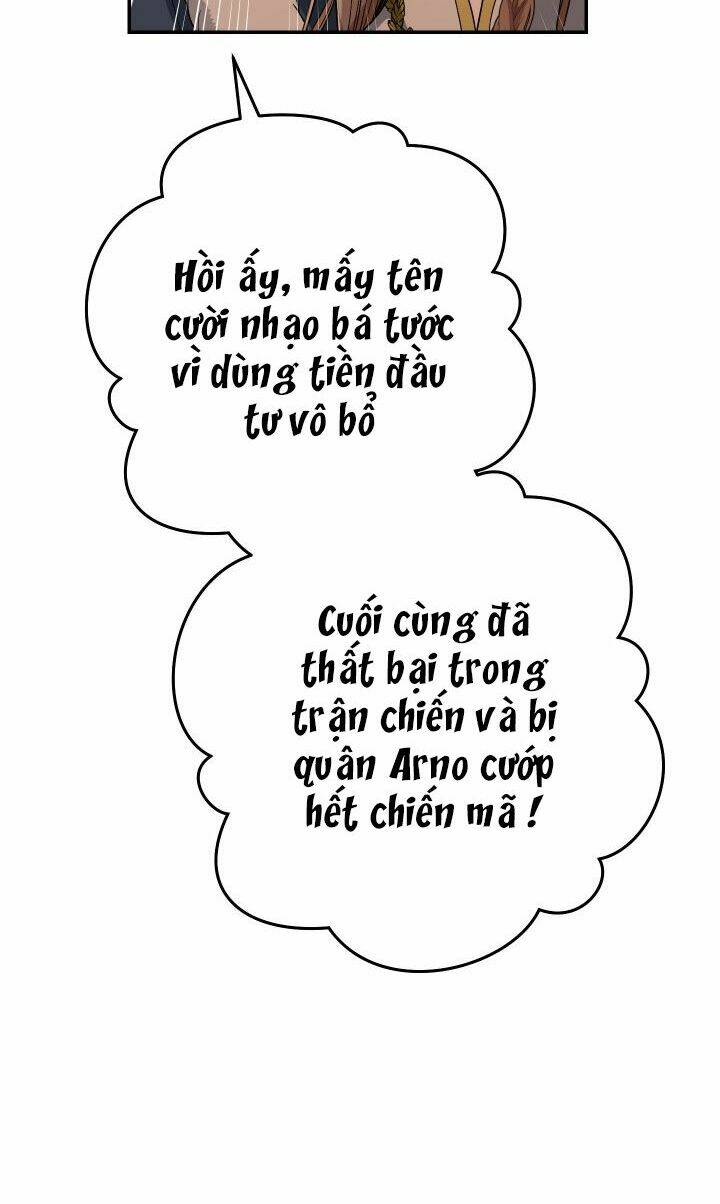 Hồi ấy, mấy tên
cười nhạo bá tước
vì dùng tiền đầu
tư vô bổ
Cuối cùng đã
thất bại trong
trận chiến và bị
quân Arno cướp
hết chiến mã !